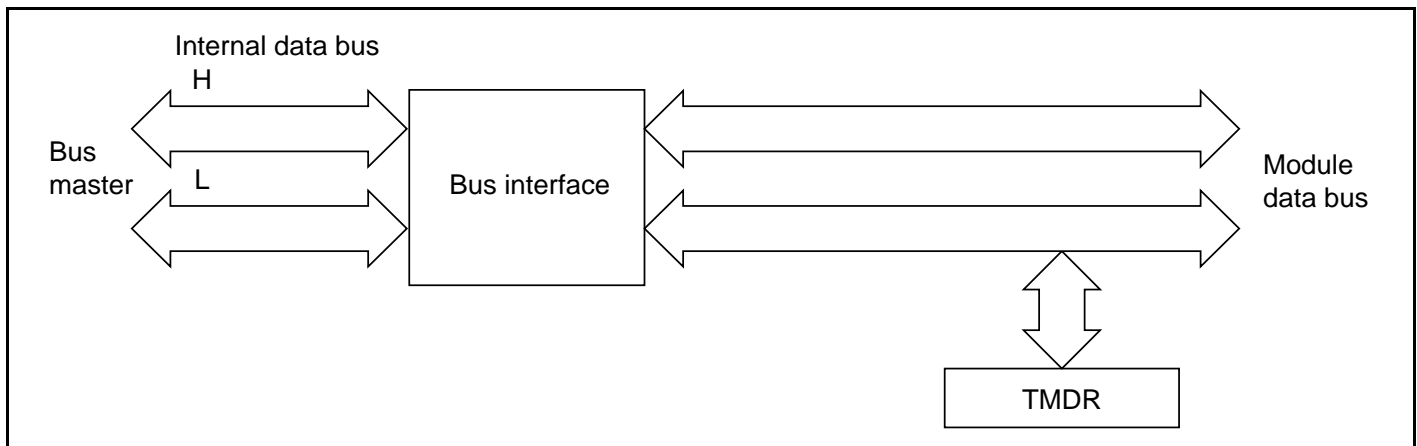 Internal data bus
H
Bus
master
L
Bus interface
Module
data bus
TMDR